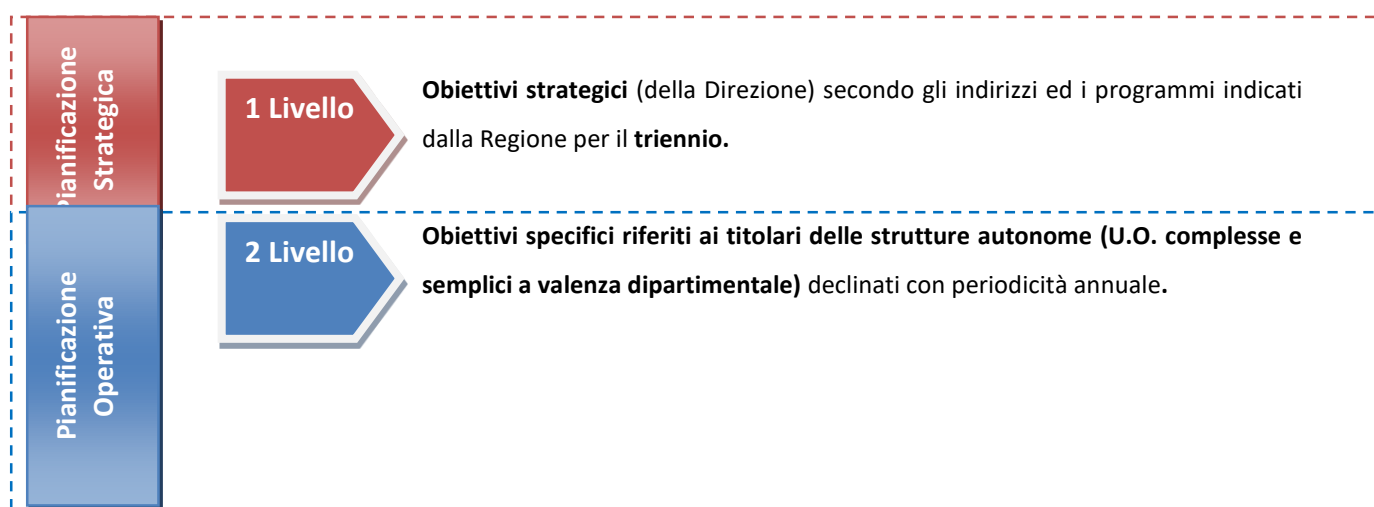 Pianificazione
Strategica
1 Livello
Obiettivi strategici (della Direzione) secondo gli indirizzi ed i programmi indicati
dalla Regione per il triennio.
Pianificazione
Operativa
2 Livello
Obiettivi specifici riferiti ai titolari delle strutture autonome (U.O. complesse e
semplici a valenza dipartimentale) declinati con periodicità annuale.